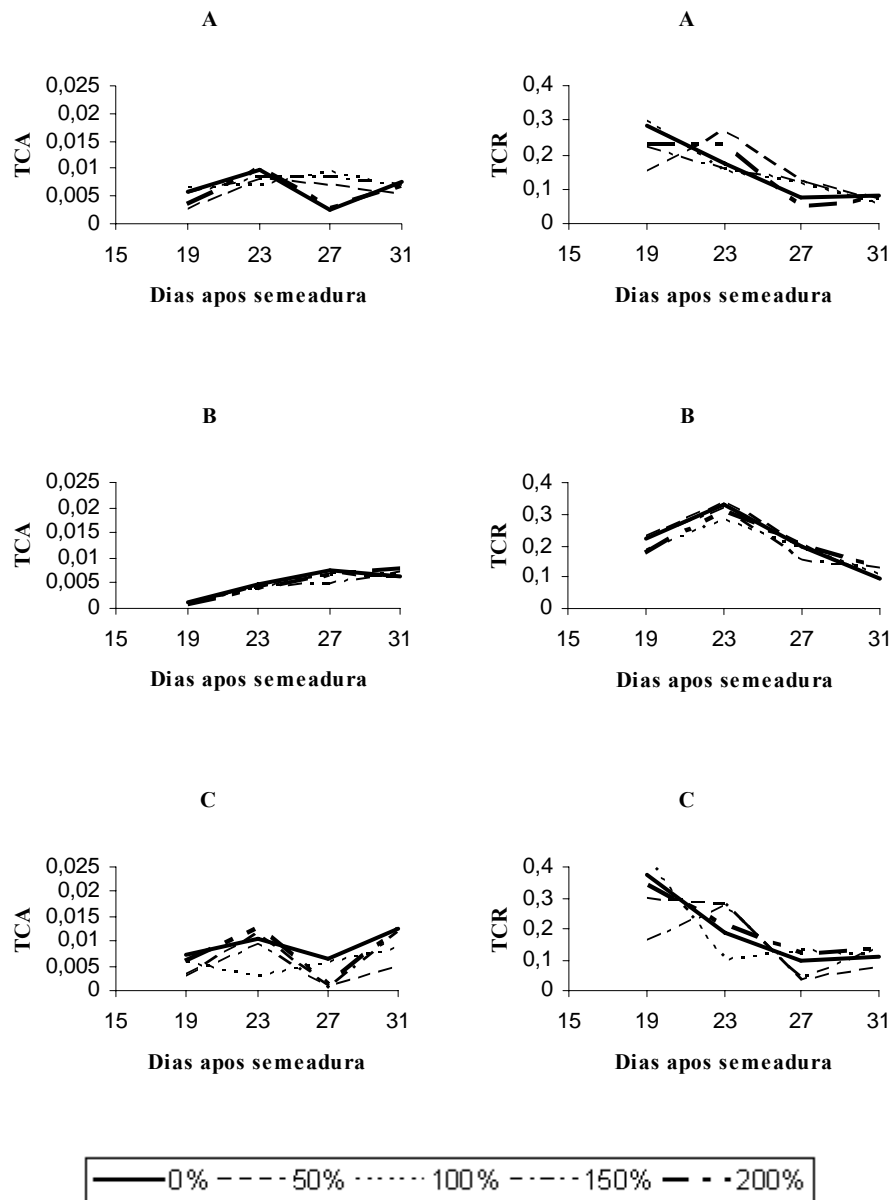 A
0,025
0,02
0,015
0,01
0,005
0
TCA
15 19 23 27 31
Dias apos semeadura
A
0,4
0,3
0,2
0,1
0
TCR
15 19 23 27 31
Dias apos semeadura
B
0,025
0,02
0,015
0,01
0,005
0
TCA
15 19 23 27 31
Dias apos semeadura
B
0,4
0,3
0,2
0,1
0
TCR
15 19 23 27 31
Dias apos semeadura
C
0,025
0,02
0,015
0,01
0,005
0
TCA
15 19 23 27 31
Dias apos semeadura
C
0,4
0,3
0,2
0,1
0
TCR
15 19 23 27 31
Dias apos semeadura
0% 50% 100% 150% 200%